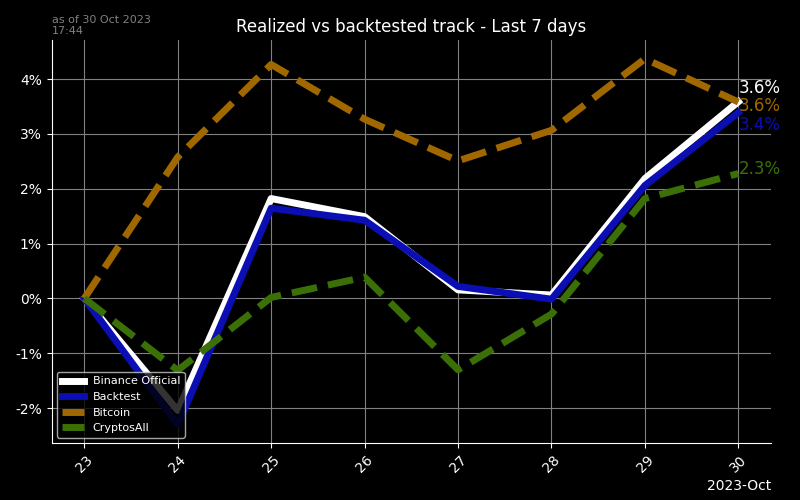 as of 30 Oct 2023
17:44
Realized vs backtested track - Last 7 days
4%
3%
2%
1%
0%
-1%
-2%
3.6%
3.6%
3.4%
2.3%
Binance Official
Backtest
Bitcoin
CryptosAll
23
24
25
26
27
28
29
30
2023-Oct